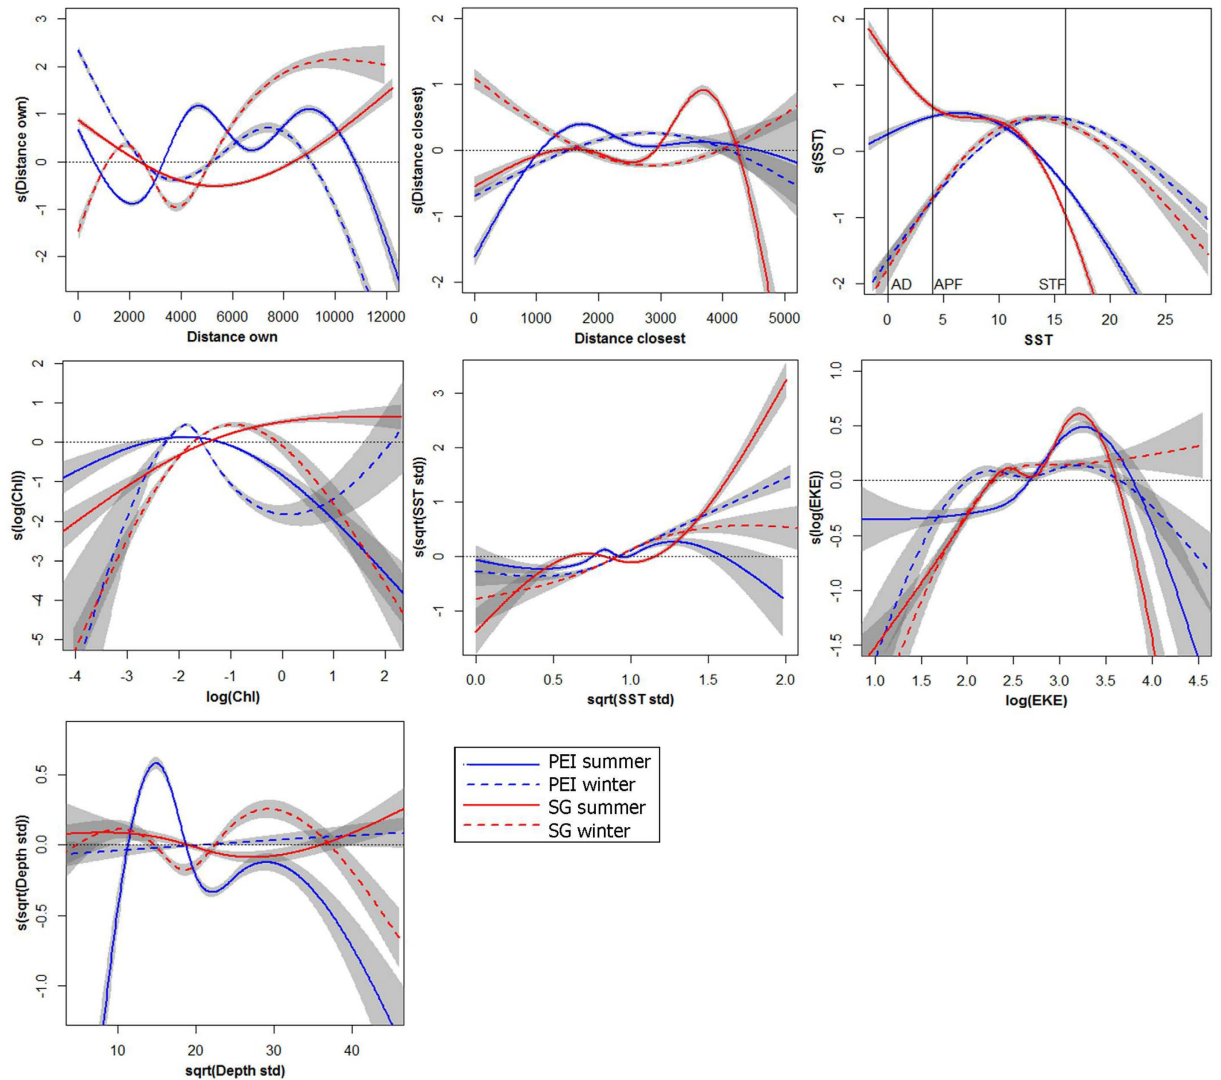 s(Distance own)
3
2
1
0
-1
-2
0 2000 4000 6000 8000 10000 12000
Distance own
s(Distance closest)
2
1
0
-1
-2
0 1000 2000 3000 4000 5000
Distance closest
s(SST)
2
1
0
-1
-2
AD APF STF
0 5 10 15 20 25
SST
s(log(Chl))
2
1
0
-1
-2
-3
-4
-5
-4 -3 -2 -1 0 1 2
log(Chl)
s(sqrt(SST std))
3
2
1
0
-1
0.0 0.5 1.0 1.5 2.0
sqrt(SST std)
s(log(EKE))
1.0
0.5
0.0
-0.5
-1.0
-1.5
1.0 1.5 2.0 2.5 3.0 3.5 4.0 4.5
log(EKE)
s(sqrt(Depth std))
0.5
0.0
-0.5
-1.0
10 20 30 40
sqrt(Depth std)
PEI summer
PEI winter
SG summer
SG winter